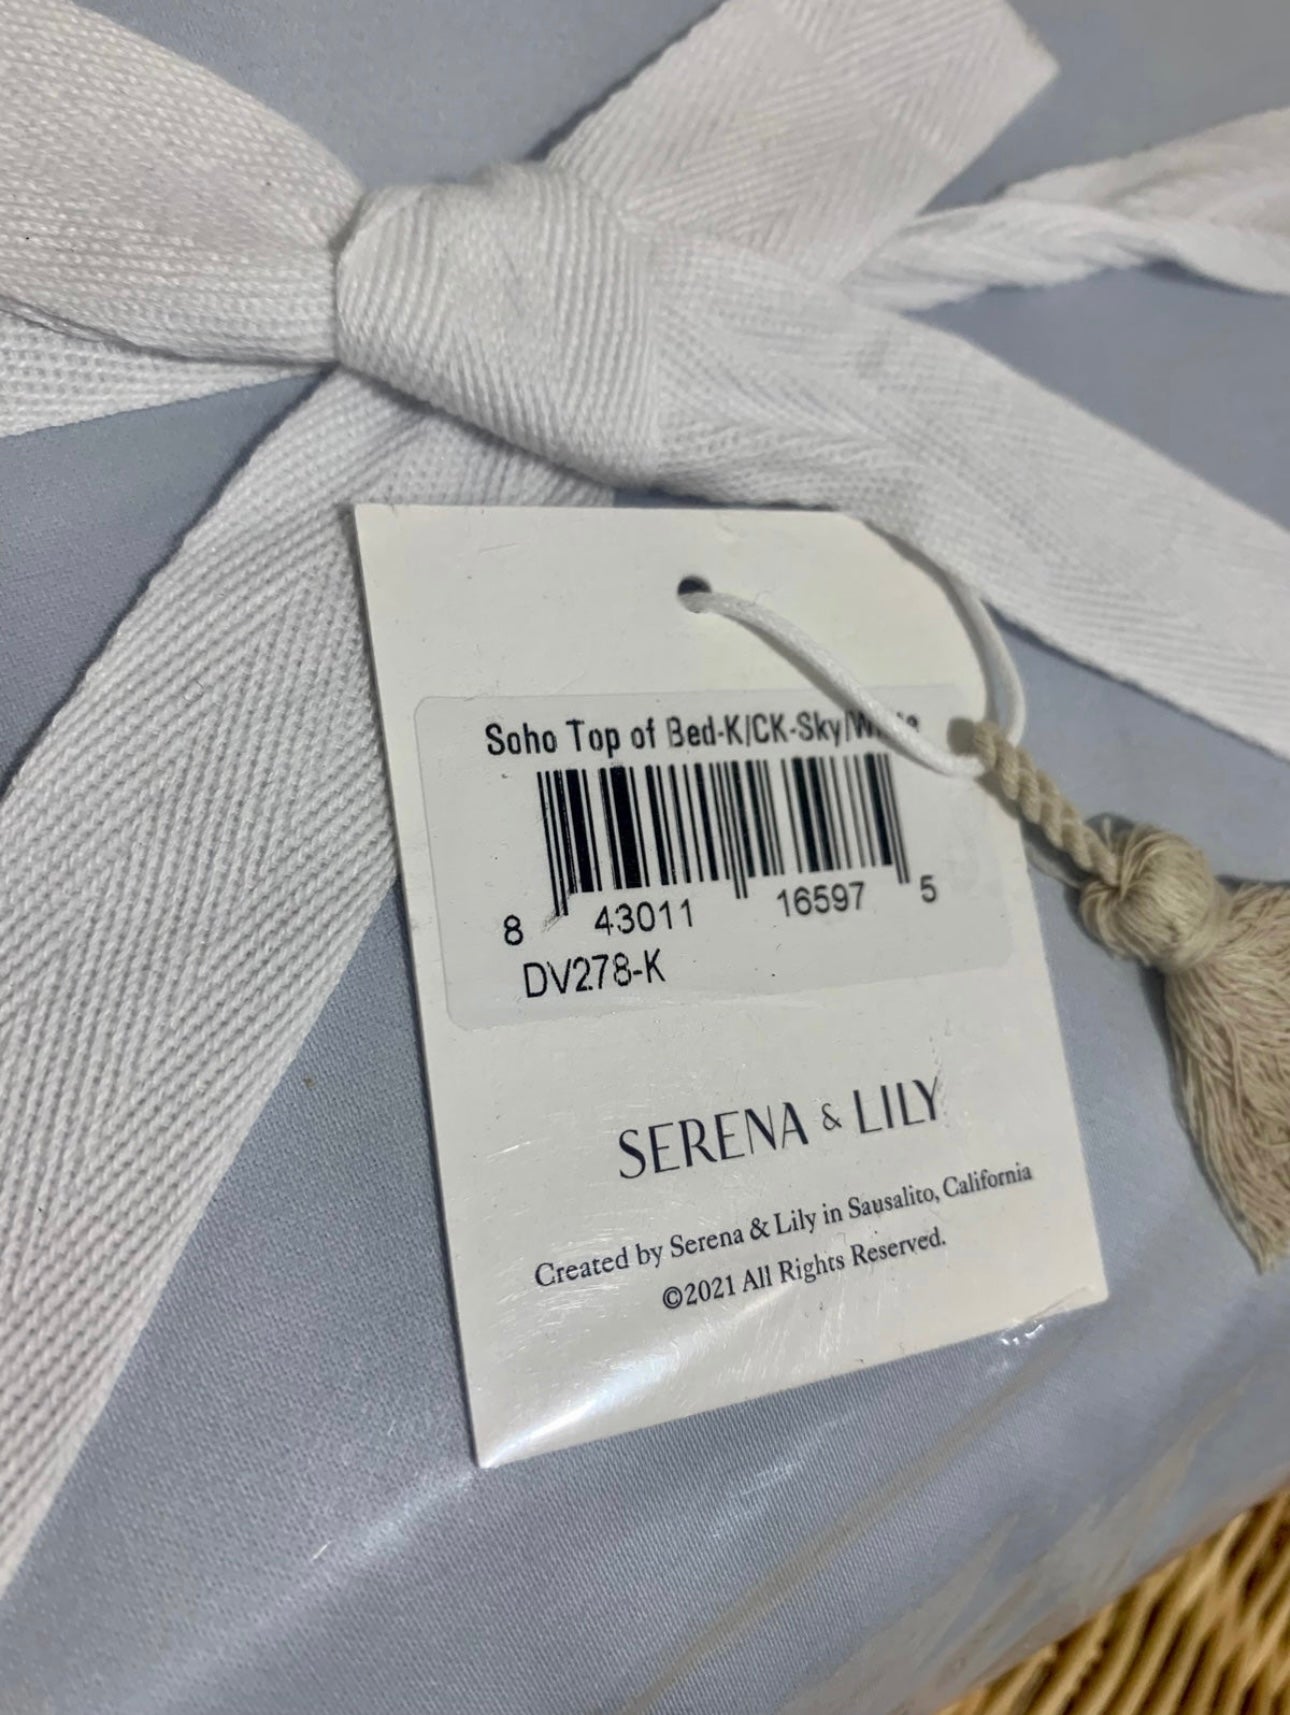 Soho Top of Bed-K/CK-Sky/White
8 43011 16597 5
DV278-K
SERENA & LILY
Created by Serena & Lily in Sausalito, California
©2021 All Rights Reserved.